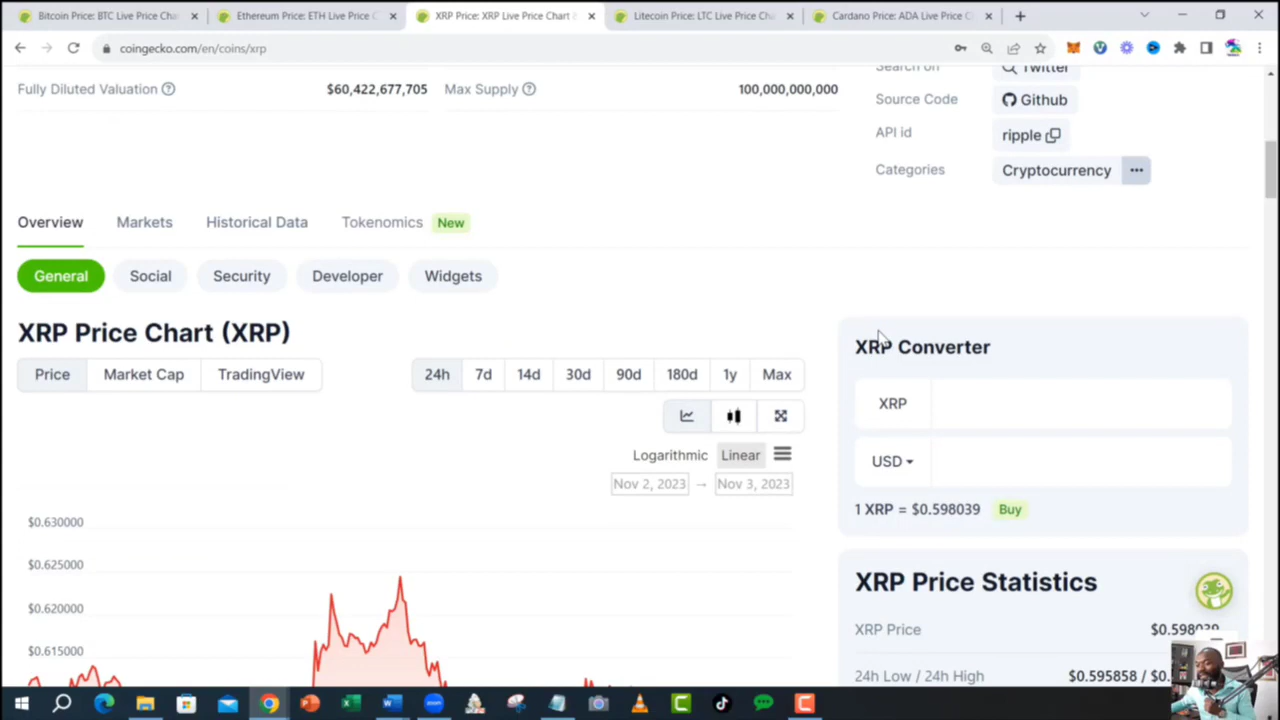 Bitcoin Price: BTC Live Price Char
Ethereum Price: ETH Live Price C
XRP Price: XRP Live Price Chart &
Litecoin Price: LTC Live Price Cha
Cardano Price: ADA Live Price C
coingecko.com/en/coins/xrp
Search on Twitter
Fully Diluted Valuation $60,422,677,705 Max Supply 100,000,000,000
Source Code Github
API id ripple
Categories Cryptocurrency
Overview Markets Historical Data Tokenomics New
General Social Security Developer Widgets
XRP Price Chart (XRP)
Price Market Cap TradingView
24h 7d 14d 30d 90d 180d 1y Max
Logarithmic Linear
Nov 2, 2023 → Nov 3, 2023
$0.630000
$0.625000
$0.620000
$0.615000
XRP Converter
XRP
USD
1 XRP = $0.598039 Buy
XRP Price Statistics
XRP Price $0.598039
24h Low / 24h High $0.595858 /